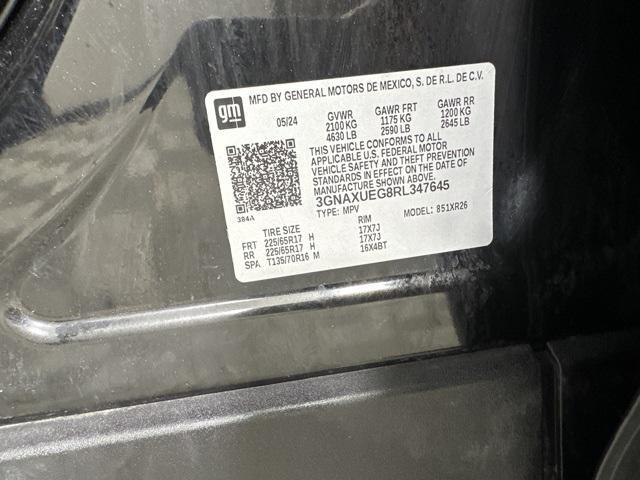 gm
MFD BY GENERAL MOTORS DE MEXICO, S. DE R.L. DE C.V.
05/24 GVWR GAWR FRT GAWR RR
2100 KG 1175 KG 1200 KG
4630 LB 2590 LB 2645 LB
THIS VEHICLE CONFORMS TO ALL
APPLICABLE U.S. FEDERAL MOTOR
VEHICLE SAFETY AND THEFT PREVENTION
STANDARDS IN EFFECT ON THE DATE OF
MANUFACTURE SHOWN ABOVE.
3GNAXUEG8RL347645
384A TYPE: MPV MODEL: 851XR26
TIRE SIZE RIM
FRT 225/65R17 H 17X7J
RR 225/65R17 H 17X7J
SPA T135/70R16 M 16X4BT